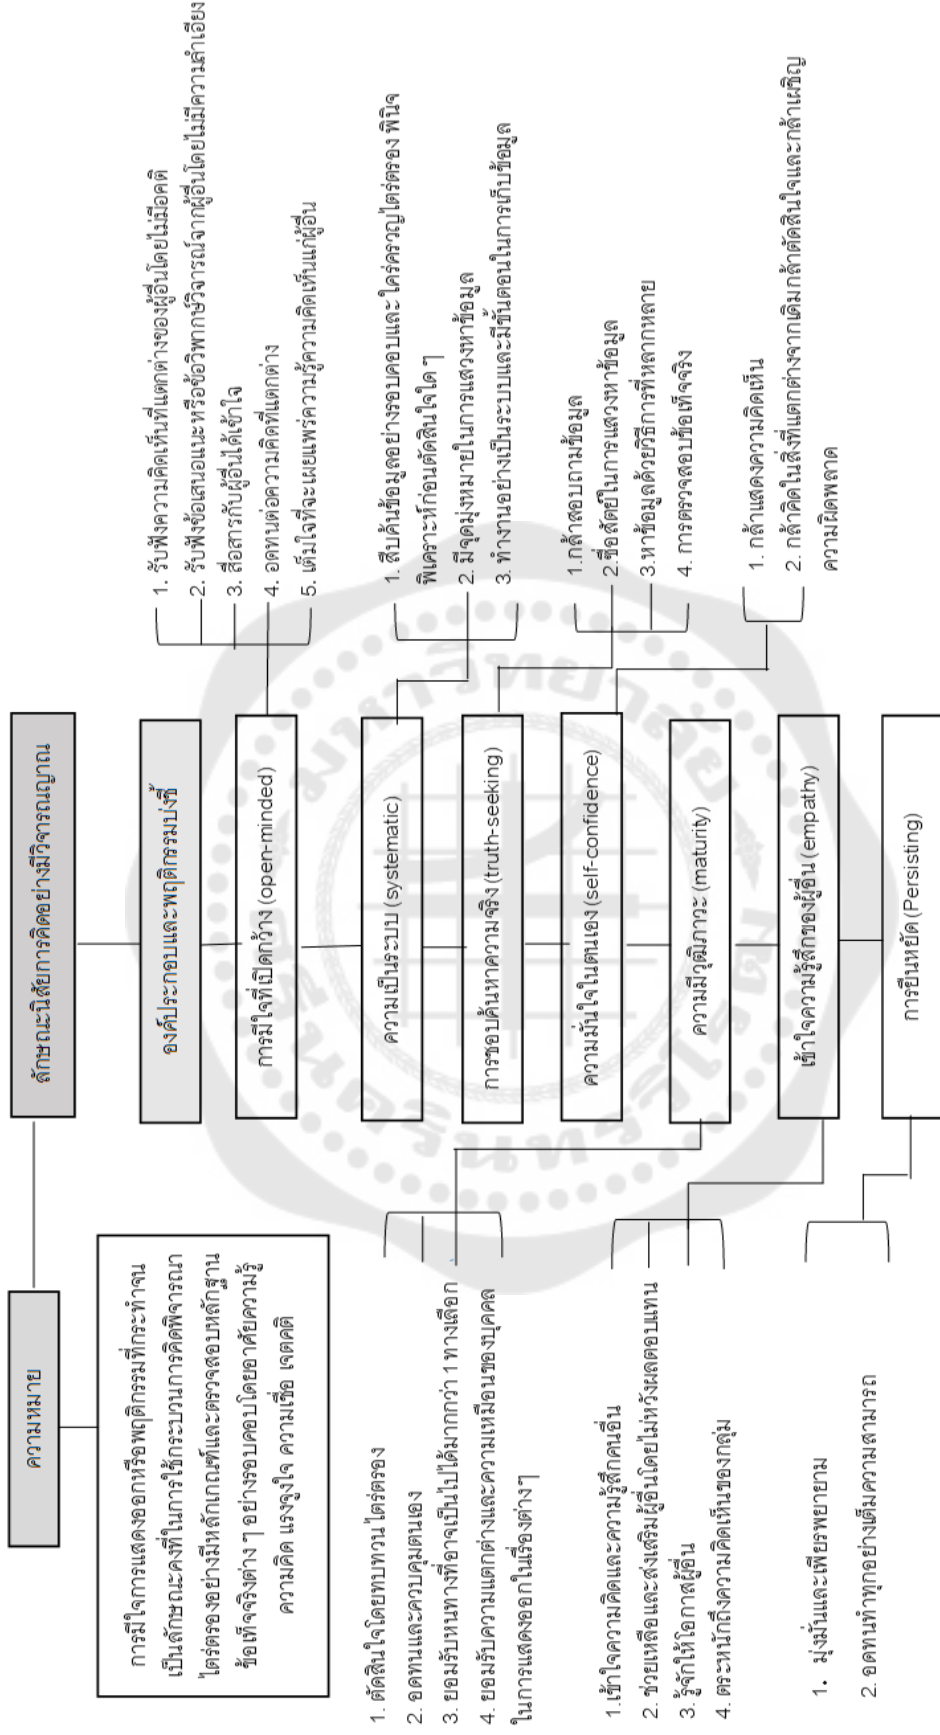 ลักษณะนิสัยการคิดอย่างมีวิจารณญาณ
ความหมาย
การมีใจการแสดงออกหรือพฤติกรรมที่กระทำจน
เป็นลักษณะคงที่ในการใช้กระบวนการคิดพิจารณา
ไตร่ตรองอย่างมีหลักเกณฑ์และตรวจสอบหลักฐาน
ข้อเท็จจริงต่าง ๆ อย่างรอบคอบโดยอาศัยความรู้
ความคิด แรงจูงใจ ความเชื่อ เจตคติ
องค์ประกอบและพฤติกรรมบ่งชี้
การมีใจที่เปิดกว้าง (open-minded)
1. รับฟังความคิดเห็นที่แตกต่างของผู้อื่นโดยไม่มีอคติ
2. รับฟังข้อเสนอแนะหรือข้อวิพากษ์วิจารณ์จากผู้อื่นโดยไม่มีความลำเอียง
3. สื่อสารกับผู้อื่นได้เข้าใจ
4. อดทนต่อความคิดที่แตกต่าง
5. เต็มใจที่จะเผยแพร่ความรู้ความคิดเห็นแก่ผู้อื่น
ความเป็นระบบ (systematic)
1. สืบค้นข้อมูลอย่างรอบคอบและใคร่ครวญไตร่ตรอง พินิจ
พิเคราะห์ก่อนตัดสินใจใด ๆ
2. มีจุดมุ่งหมายในการแสวงหาข้อมูล
3. ทำงานอย่างเป็นระบบและมีขั้นตอนในการเก็บข้อมูล
การชอบค้นหาความจริง (truth-seeking)
1.กล้าสอบถามข้อมูล
2.ซื่อสัตย์ในการแสวงหาข้อมูล
3.หาข้อมูลด้วยวิธีการที่หลากหลาย
4. การตรวจสอบข้อเท็จจริง
ความมั่นใจในตนเอง (self-confidence)
1. กล้าแสดงความคิดเห็น
2. กล้าคิดในสิ่งที่แตกต่างจากเดิมกล้าตัดสินใจและกล้าเผชิญ
ความผิดพลาด
ความมีวุฒิภาวะ (maturity)
1. ตัดสินใจโดยทบทวน ไตร่ตรอง
2. อดทนและควบคุมตนเอง
3. ยอมรับหนทางที่อาจเป็นไปได้มากกว่า 1 ทางเลือก
4. ยอมรับความแตกต่างและความเหมือนของบุคคล
ในการแสดงออกในเรื่องต่างๆ
เข้าใจความรู้สึกของผู้อื่น (empathy)
1.เข้าใจความคิดและความรู้สึกคนอื่น
2. ช่วยเหลือและส่งเสริมผู้อื่นโดยไม่หวังผลตอบแทน
3. รู้จักให้โอกาสผู้อื่น
4. ตระหนักถึงความคิดเห็นของกลุ่ม
การยืนหยัด (Persisting)
1. มุ่งมั่นและเพียรพยายาม
2. อดทนทำทุกอย่างเต็มความสามารถ
มหาวิทยาลัย
ศรีนครินทรวิโรฒ